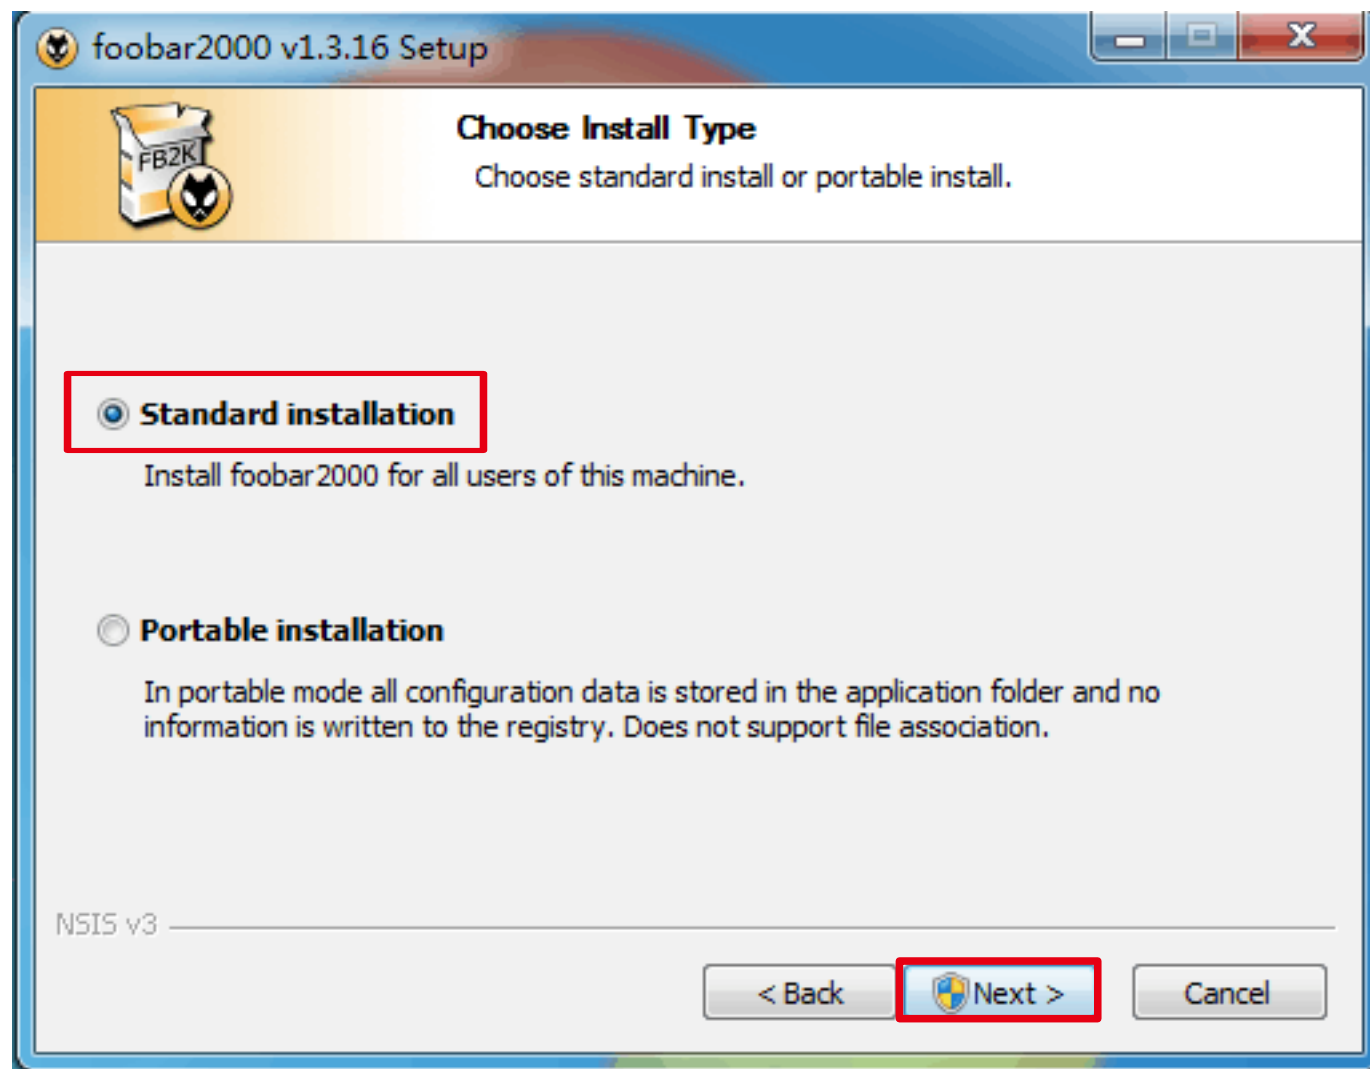 foobar2000 v1.3.16 Setup
FB2K
Choose Install Type
Choose standard install or portable install.
Standard installation
Install foobar2000 for all users of this machine.
Portable installation
In portable mode all configuration data is stored in the application folder and no
information is written to the registry. Does not support file association.
NSIS v3
< Back
Next >
Cancel